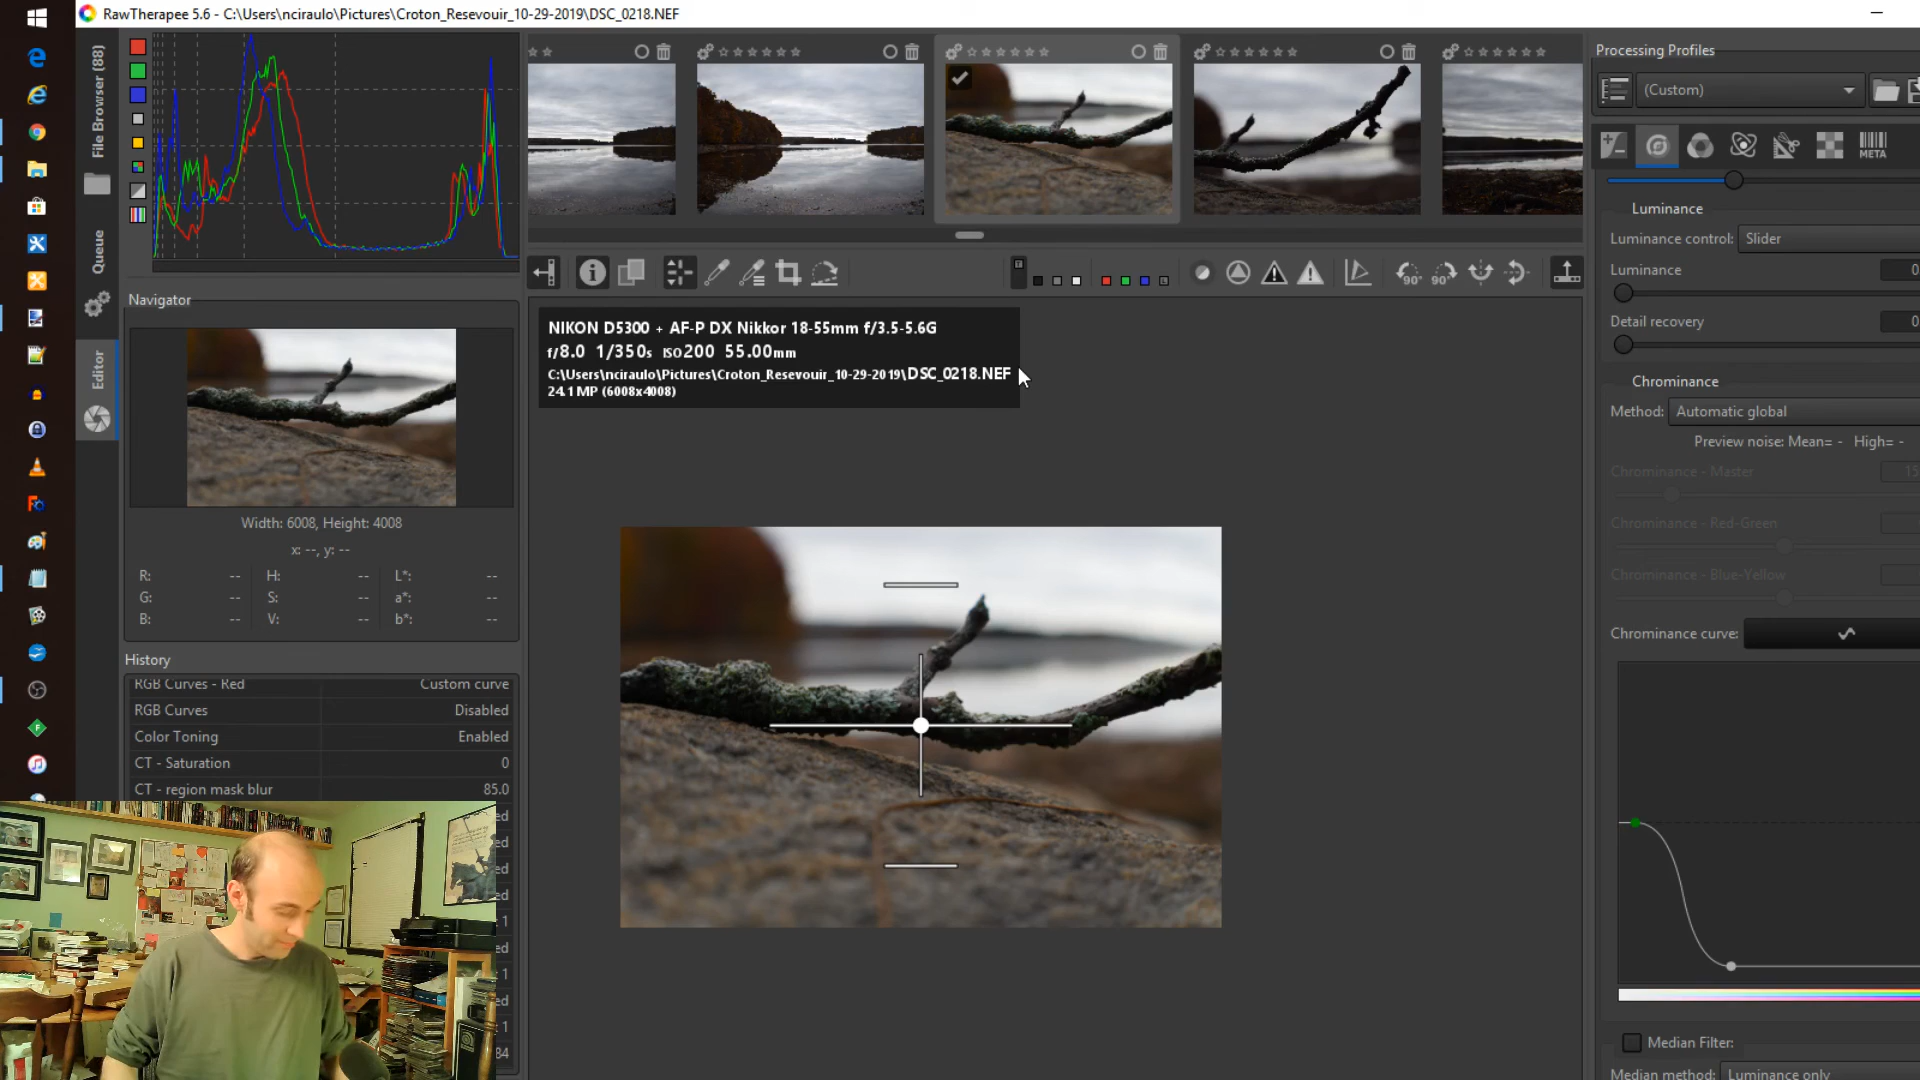 RawTherapee 5.6 - C:\Users\nciraulo\Pictures\Croton_Resevouir_10-29-2019\DSC_0218.NEF
File Browser (88)
Queue
Editor
Navigator
Width: 6008, Height: 4008
x: --, y: --
R: -- H: -- L*: --
G: -- S: -- a*: --
B: -- V: -- b*: --
History
RGB Curves - Red Custom curve
RGB Curves Disabled
Color Toning Enabled
CT - Saturation 0
CT - region mask blur 85.0
NIKON D5300 + AF-P DX Nikkor 18-55mm f/3.5-5.6G
f/8.0 1/350s ISO200 55.00mm
C:\Users\nciraulo\Pictures\Croton_Resevouir_10-29-2019\DSC_0218.NEF
24.1 MP (6008x4008)
90° 90°
Processing Profiles
(Custom)
META
Luminance
Luminance control: Slider
Luminance 0
Detail recovery 0
Chrominance
Method: Automatic global
Preview noise: Mean= - High= -
Chrominance - Master 15
Chrominance - Red-Green
Chrominance - Blue-Yellow
Chrominance curve:
Median Filter:
Median method: Luminance only